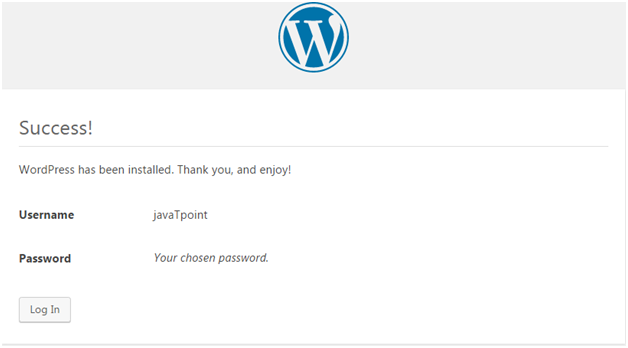 Success!
WordPress has been installed. Thank you, and enjoy!
Username javaTpoint
Password Your chosen password.
Log In